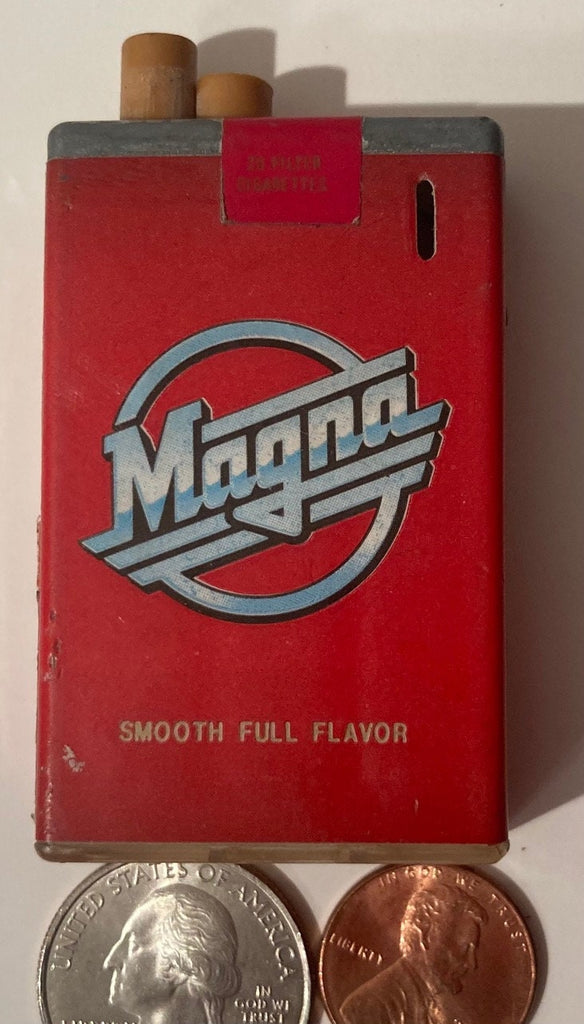 20 FILTER
CIGARETTES
Magna
SMOOTH FULL FLAVOR
UNITED STATES OF AMERICA
IN
GOD WE
TRUST
LIBERTY
IN GOD WE TRUST
LIBERTY